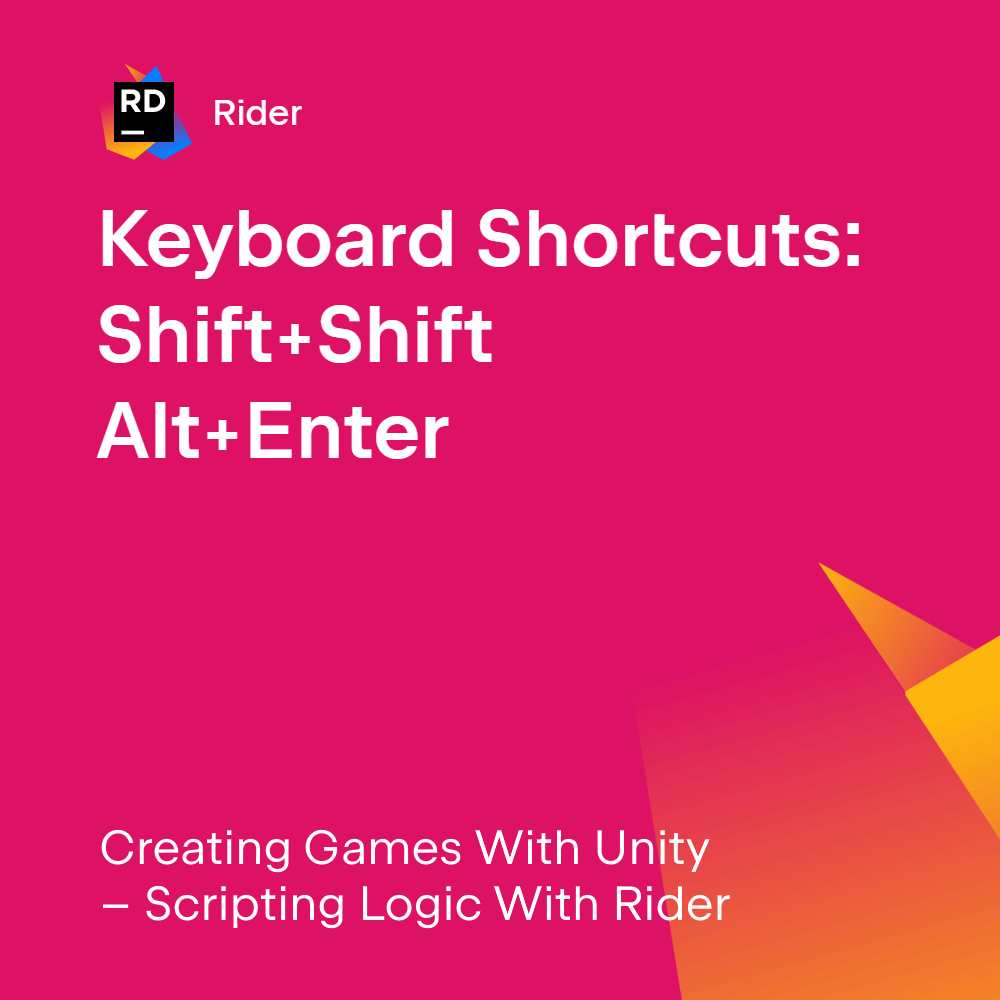 RD
Rider
Keyboard Shortcuts:
Shift+Shift
Alt+Enter
Creating Games With Unity
– Scripting Logic With Rider